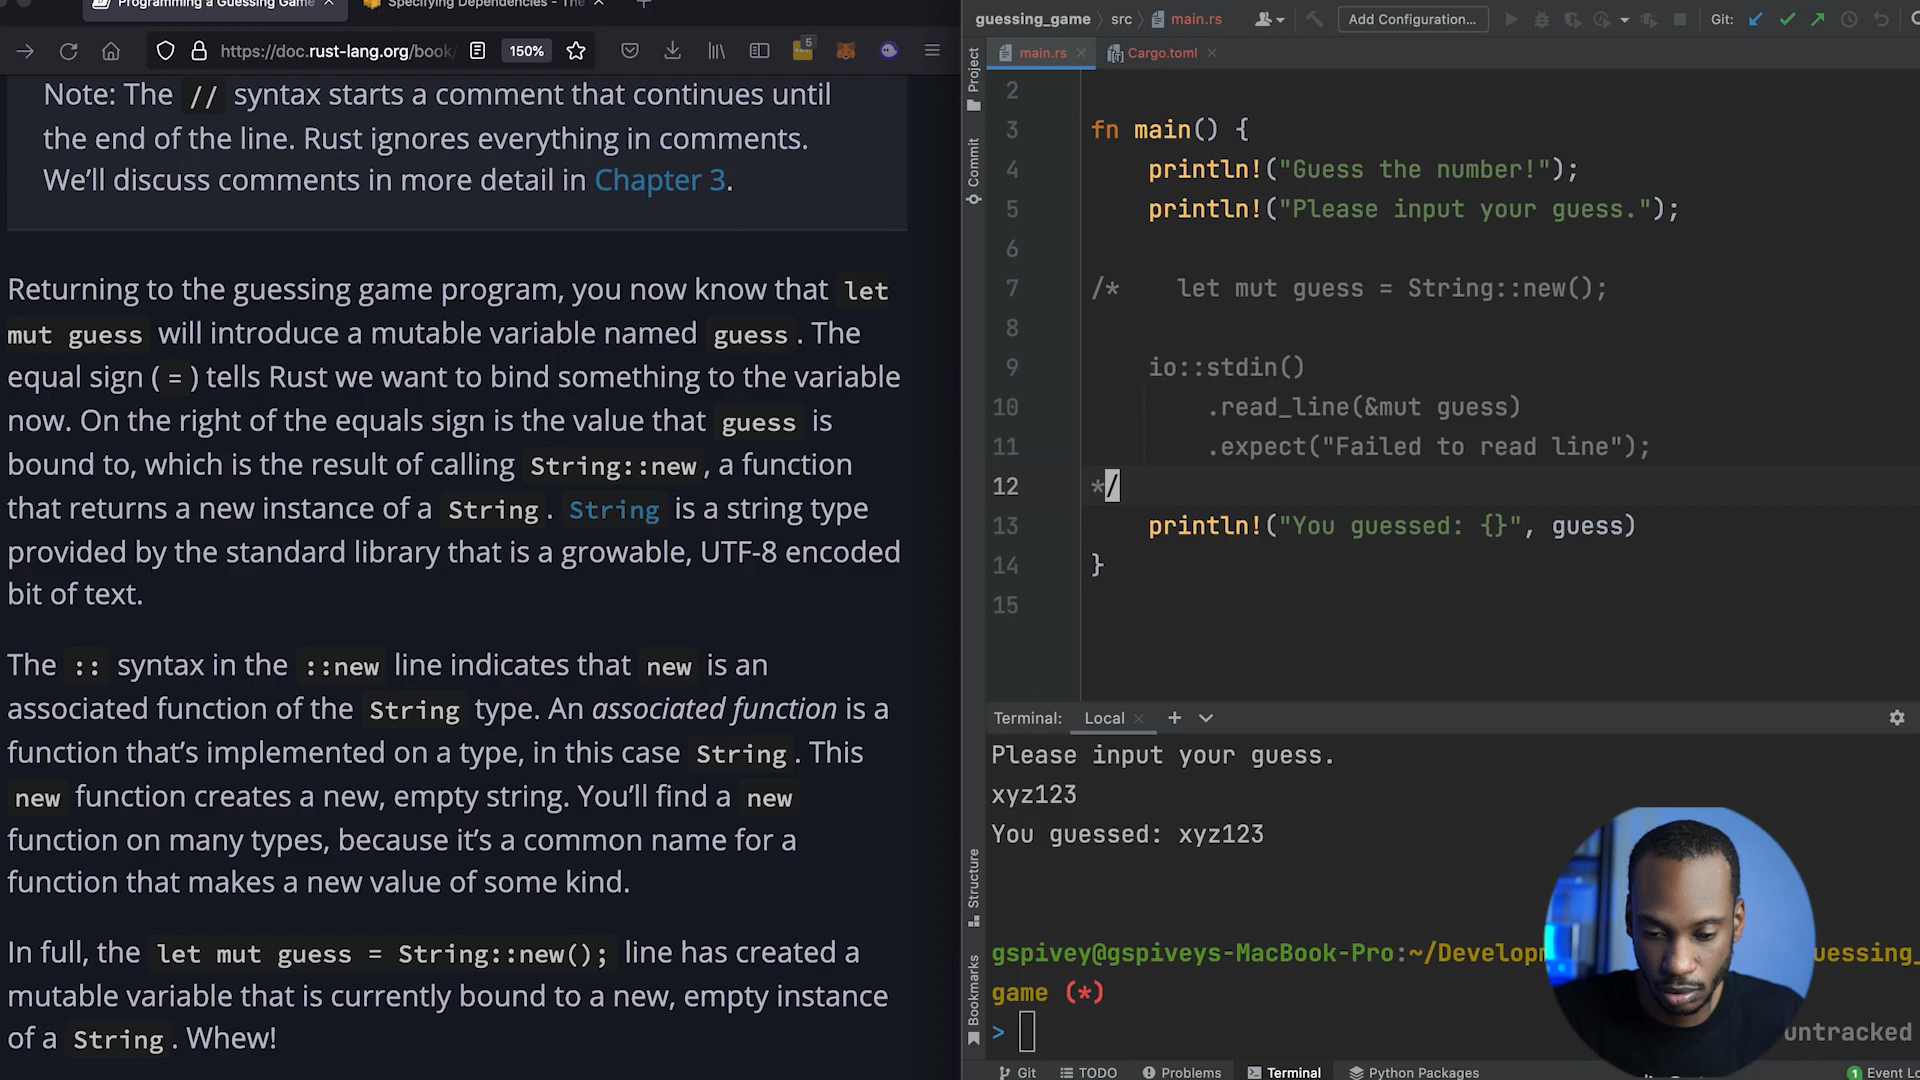 Programming a Guessing Game
Specifying Dependencies - The
https://doc.rust-lang.org/book/
150%
5
Note: The // syntax starts a comment that continues until
the end of the line. Rust ignores everything in comments.
We’ll discuss comments in more detail in Chapter 3.
Returning to the guessing game program, you now know that let
mut guess will introduce a mutable variable named guess. The
equal sign (=) tells Rust we want to bind something to the variable
now. On the right of the equals sign is the value that guess is
bound to, which is the result of calling String::new, a function
that returns a new instance of a String. String is a string type
provided by the standard library that is a growable, UTF-8 encoded
bit of text.
The :: syntax in the ::new line indicates that new is an
associated function of the String type. An associated function is a
function that’s implemented on a type, in this case String. This
new function creates a new, empty string. You’ll find a new
function on many types, because it’s a common name for a
function that makes a new value of some kind.
In full, the let mut guess = String::new(); line has created a
mutable variable that is currently bound to a new, empty instance
of a String. Whew!
guessing_game
src
main.rs
Add Configuration...
Git:
main.rs
Cargo.toml
Project
Commit
Structure
Bookmarks
2
3 fn main() {
4 println!("Guess the number!");
5 println!("Please input your guess.");
6
7 /* let mut guess = String::new();
8
9 io::stdin()
10 .read_line(&mut guess)
11 .expect("Failed to read line");
12 */
13 println!("You guessed: {}", guess)
14 }
15
Terminal: Local
Please input your guess.
xyz123
You guessed: xyz123
gspivey@gspiveys-MacBook-Pro:~/Developm uessing_
game (*)
> untracked
Git
TODO
Problems
Terminal
Python Packages
1 Event Lo